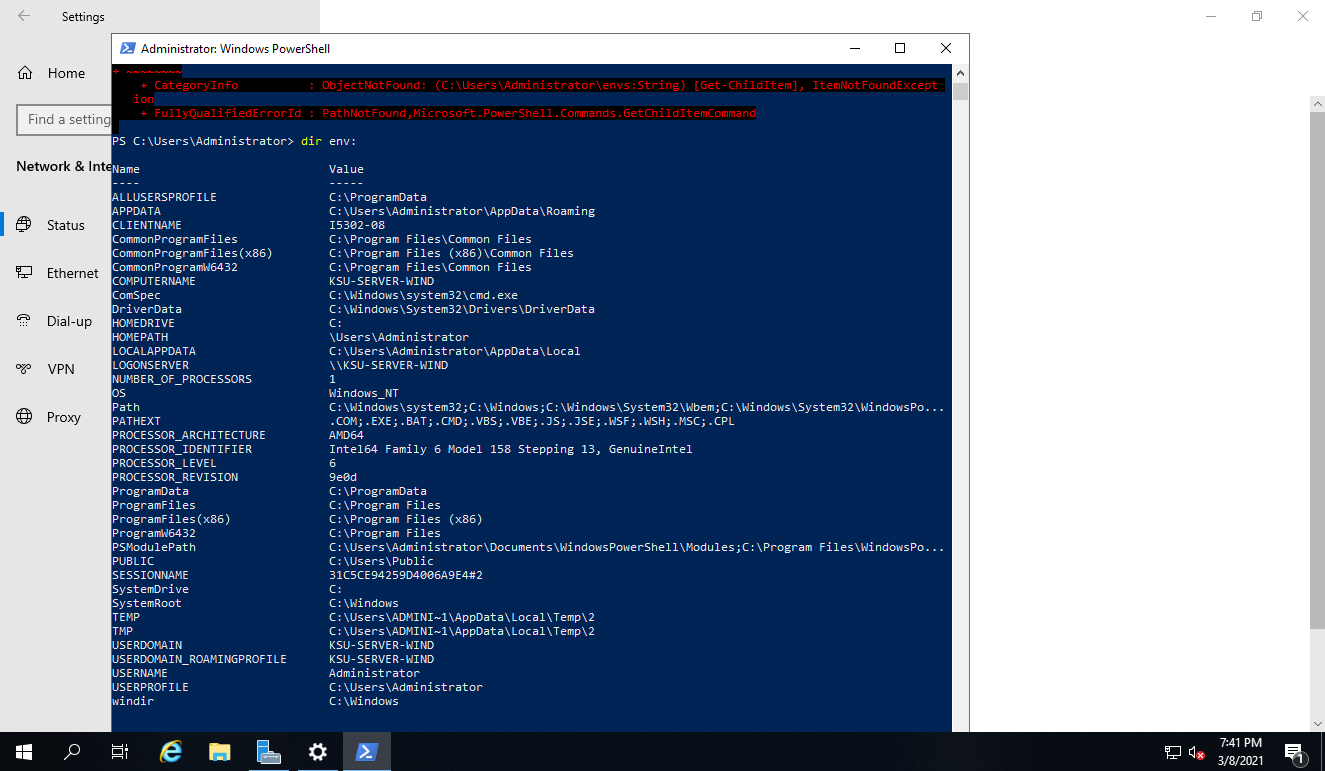 Settings
Administrator: Windows PowerShell
Home
Find a setting
Network & Inte
Status
Ethernet
Dial-up
VPN
Proxy
+ ~~~~~~~~
+ CategoryInfo          : ObjectNotFound: (C:\Users\Administrator\envs:String) [Get-ChildItem], ItemNotFoundExcept
ion
+ FullyQualifiedErrorId : PathNotFound,Microsoft.PowerShell.Commands.GetChildItemCommand
PS C:\Users\Administrator> dir env:
Name                           Value
----                           -----
ALLUSERSPROFILE                C:\ProgramData
APPDATA                        C:\Users\Administrator\AppData\Roaming
CLIENTNAME                     I5302-08
CommonProgramFiles             C:\Program Files\Common Files
CommonProgramFiles(x86)        C:\Program Files (x86)\Common Files
CommonProgramW6432             C:\Program Files\Common Files
COMPUTERNAME                   KSU-SERVER-WIND
ComSpec                        C:\Windows\system32\cmd.exe
DriverData                     C:\Windows\System32\Drivers\DriverData
HOMEDRIVE                      C:
HOMEPATH                       \Users\Administrator
LOCALAPPDATA                   C:\Users\Administrator\AppData\Local
LOGONSERVER                    \\KSU-SERVER-WIND
NUMBER_OF_PROCESSORS           1
OS                             Windows_NT
Path                           C:\Windows\system32;C:\Windows;C:\Windows\System32\Wbem;C:\Windows\System32\WindowsPo...
PATHEXT                        .COM;.EXE;.BAT;.CMD;.VBS;.VBE;.JS;.JSE;.WSF;.WSH;.MSC;.CPL
PROCESSOR_ARCHITECTURE         AMD64
PROCESSOR_IDENTIFIER           Intel64 Family 6 Model 158 Stepping 13, GenuineIntel
PROCESSOR_LEVEL                6
PROCESSOR_REVISION             9e0d
ProgramData                    C:\ProgramData
ProgramFiles                   C:\Program Files
ProgramFiles(x86)              C:\Program Files (x86)
ProgramW6432                   C:\Program Files
PSModulePath                   C:\Users\Administrator\Documents\WindowsPowerShell\Modules;C:\Program Files\WindowsPo...
PUBLIC                         C:\Users\Public
SESSIONNAME                    31C5CE94259D4006A9E4#2
SystemDrive                    C:
SystemRoot                     C:\Windows
TEMP                           C:\Users\ADMINI~1\AppData\Local\Temp\2
TMP                            C:\Users\ADMINI~1\AppData\Local\Temp\2
USERDOMAIN                     KSU-SERVER-WIND
USERDOMAIN_ROAMINGPROFILE      KSU-SERVER-WIND
USERNAME                       Administrator
USERPROFILE                    C:\Users\Administrator
windir                         C:\Windows
7:41 PM
3/8/2021
1